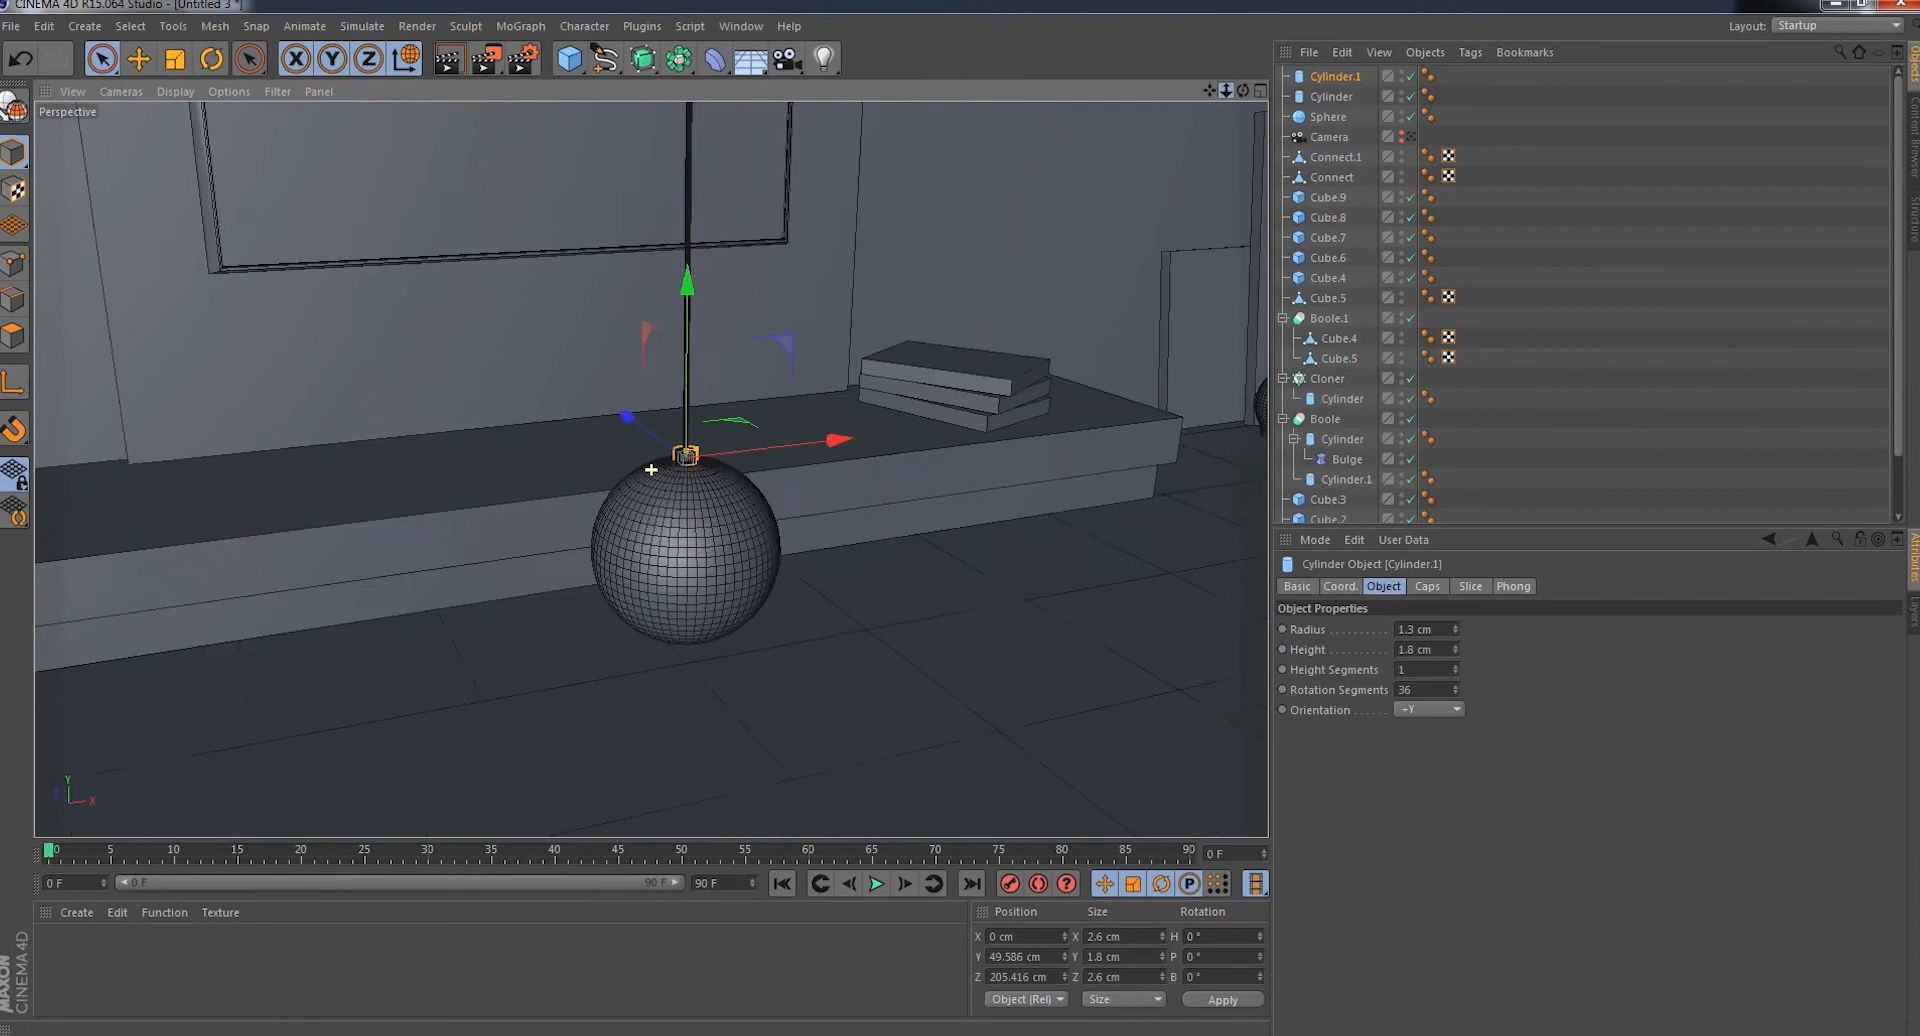 CINEMA 4D R15.064 Studio - [Untitled 3 *]
File Edit Create Select Tools Mesh Snap Animate Simulate Render Sculpt MoGraph Character Plugins Script Window Help
Layout: Startup
X Y Z
File Edit View Objects Tags Bookmarks
View Cameras Display Options Filter Panel
Perspective
Cylinder.1
Cylinder
Sphere
Camera
Connect.1
Connect
Cube.9
Cube.8
Cube.7
Cube.6
Cube.4
Cube.5
Boole.1
Cube.4
Cube.5
Cloner
Cylinder
Boole
Cylinder
Bulge
Cylinder.1
Cube.3
Cube.2
Objects
Content Browser
Structure
Mode Edit User Data
Cylinder Object [Cylinder.1]
Basic Coord. Object Caps Slice Phong
Object Properties
Radius 1.3 cm
Height 1.8 cm
Height Segments 1
Rotation Segments 36
Orientation +Y
Attributes
Layers
Y
Z X
0 5 10 15 20 25 30 35 40 45 50 55 60 65 70 75 80 85 90 0 F
0 F 0 F 90 F 90 F P
Create Edit Function Texture
Position Size Rotation
X 0 cm X 2.6 cm H 0 °
Y 49.586 cm Y 1.8 cm P 0 °
Z 205.416 cm Z 2.6 cm B 0 °
Object (Rel) Size Apply
MAXON
CINEMA 4D